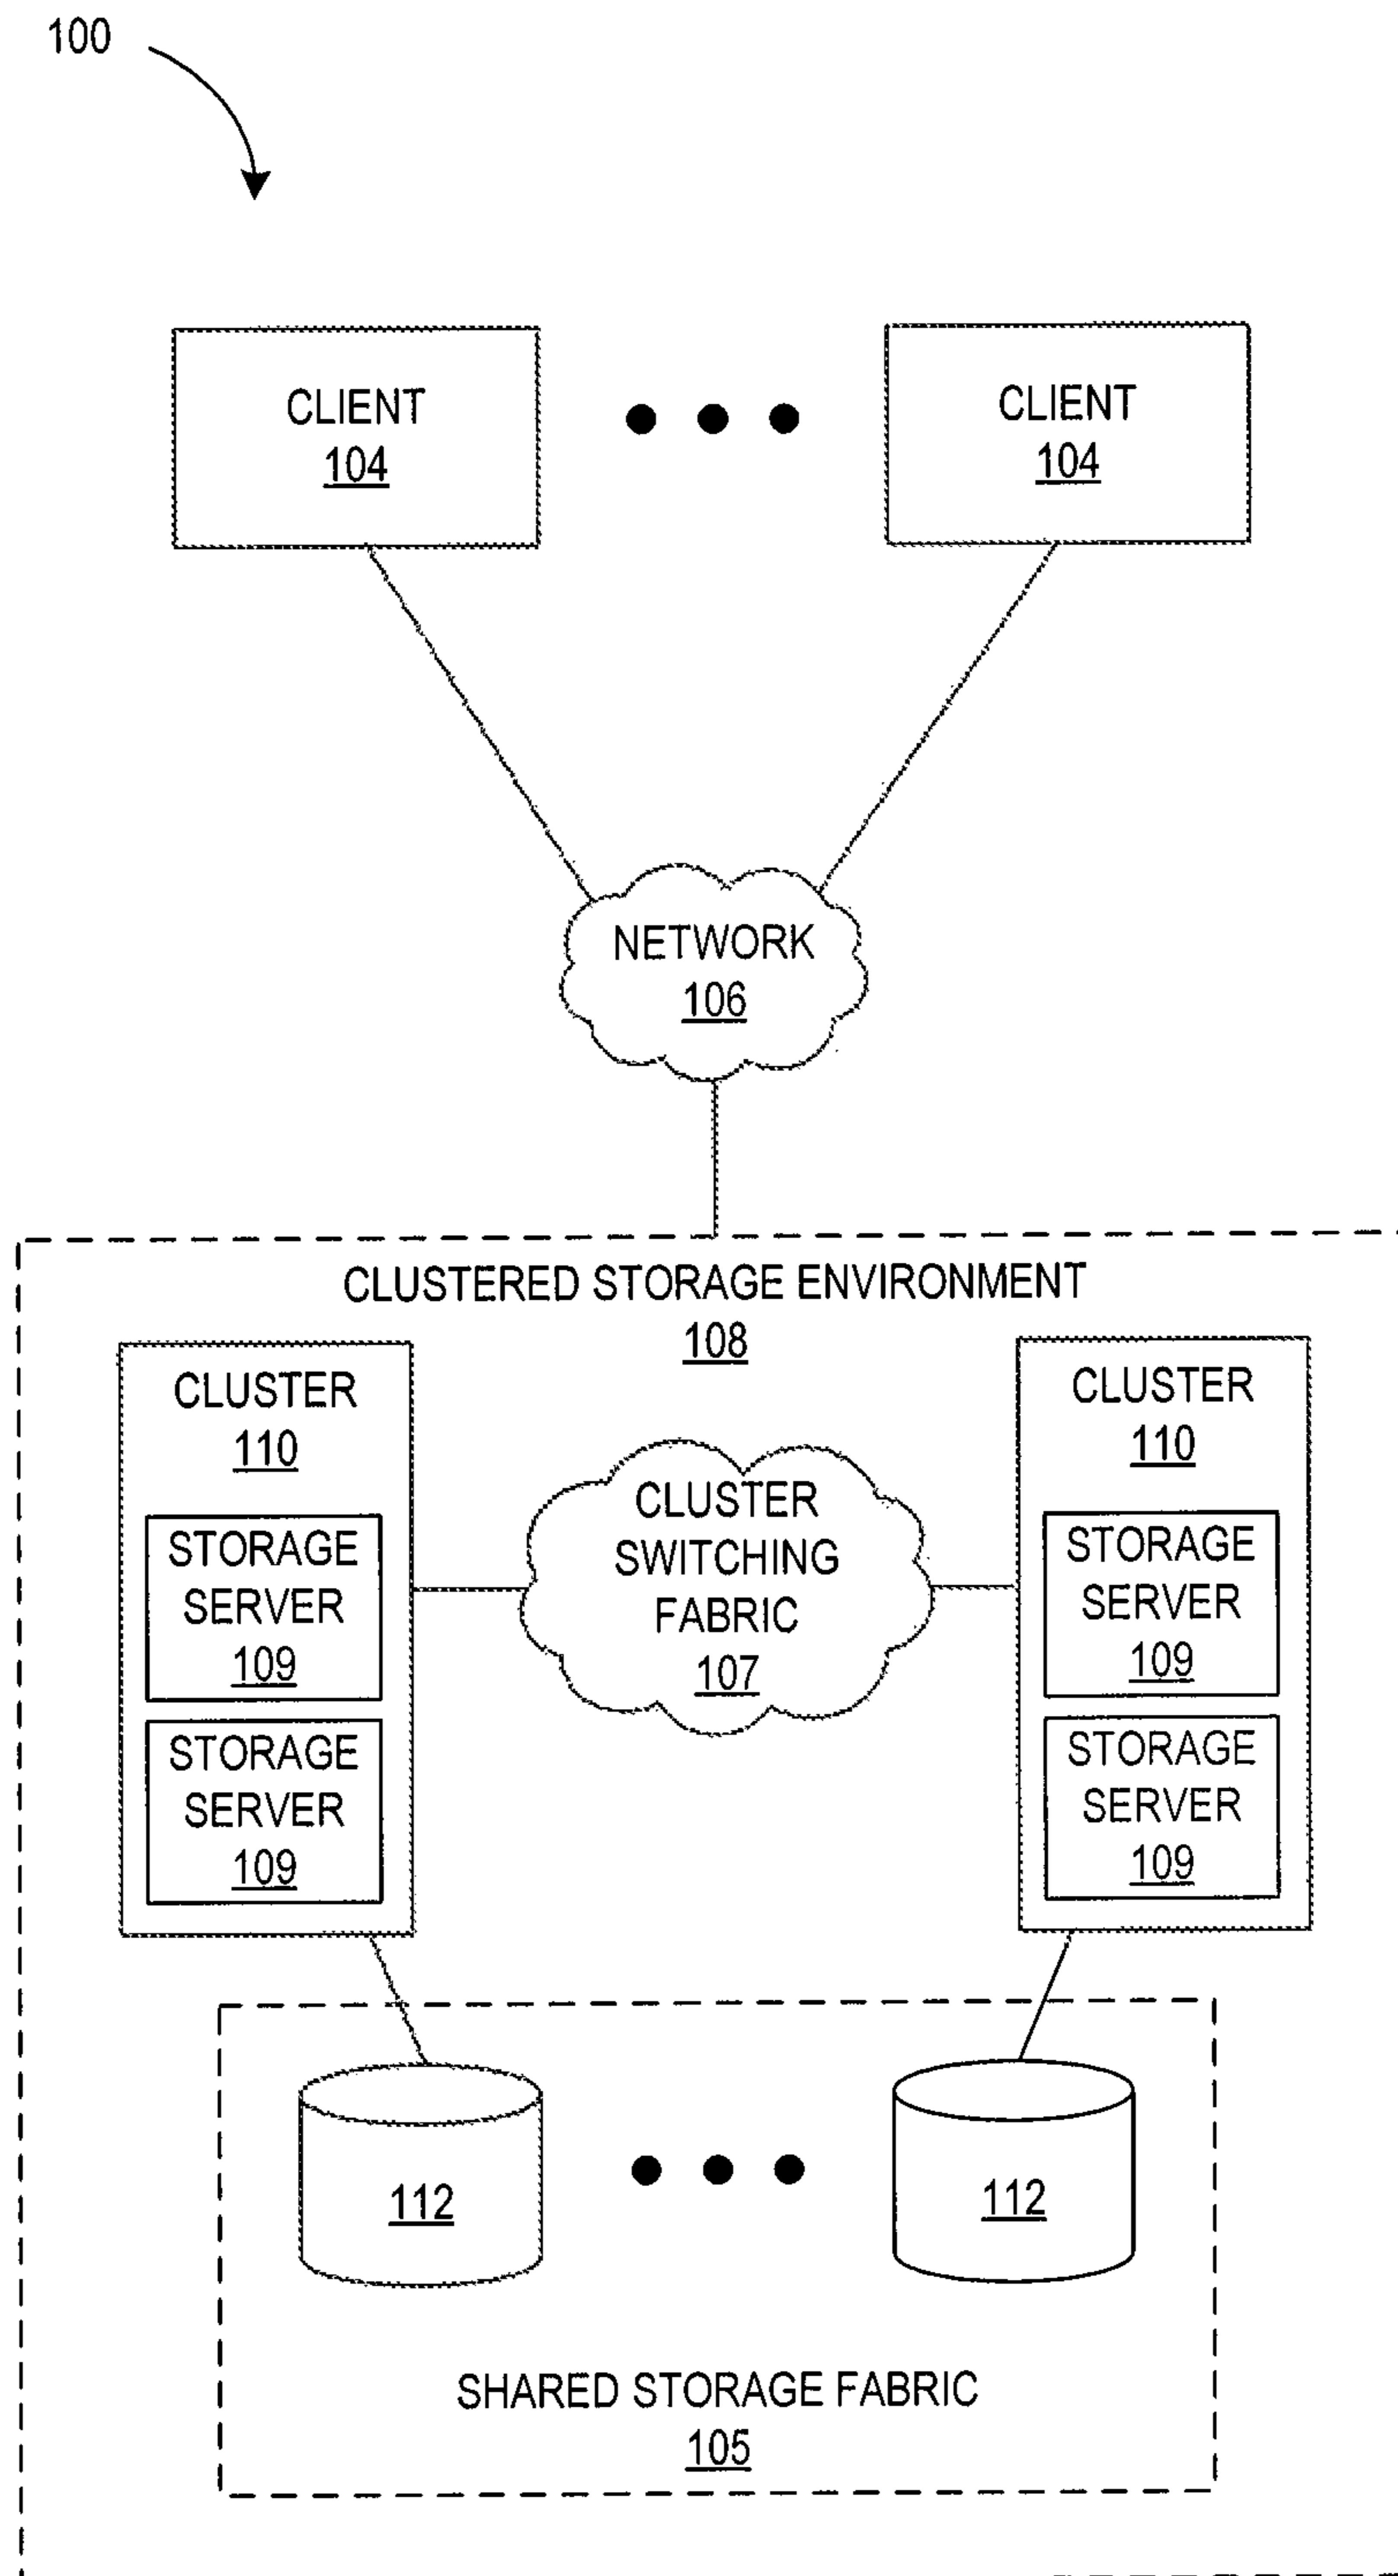 100
CLIENT
104
CLIENT
104
NETWORK
106
CLUSTERED STORAGE ENVIRONMENT
108
CLUSTER
110
STORAGE
SERVER
109
STORAGE
SERVER
109
CLUSTER
SWITCHING
FABRIC
107
CLUSTER
110
STORAGE
SERVER
109
STORAGE
SERVER
109
112
112
SHARED STORAGE FABRIC
105